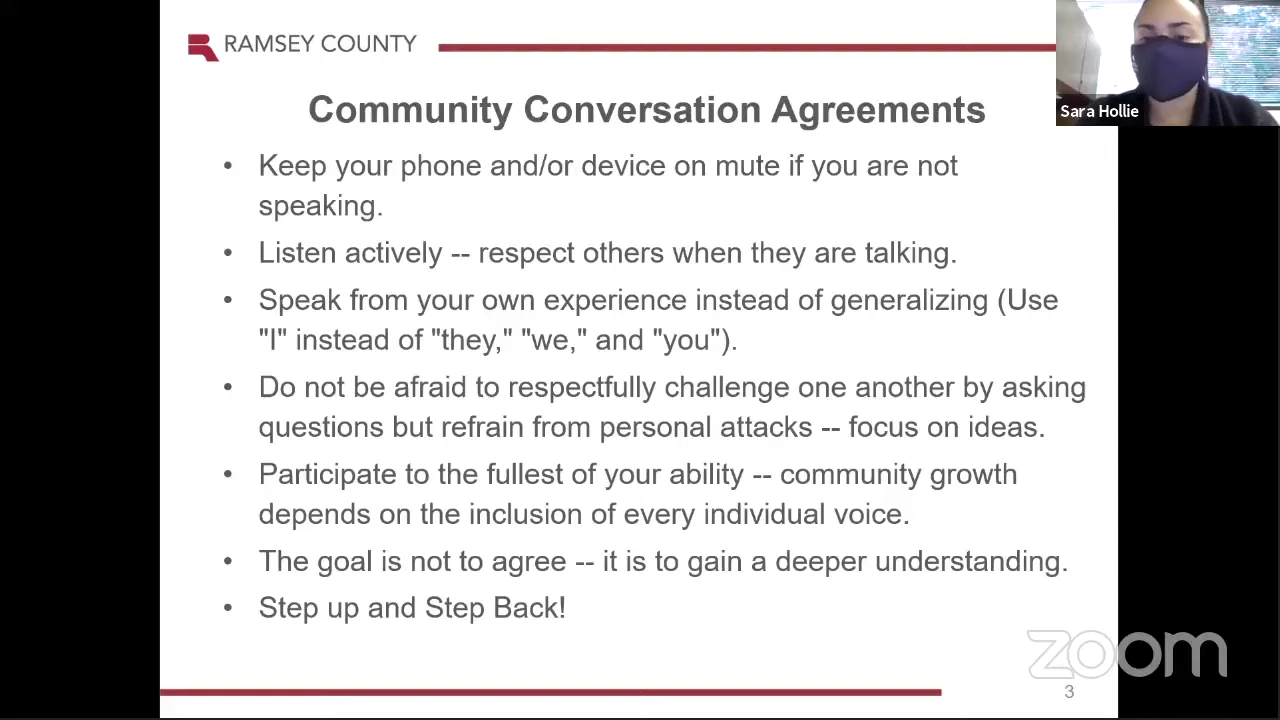 RAMSEY COUNTY
Sara Hollie
Community Conversation Agreements
• Keep your phone and/or device on mute if you are not
speaking.
• Listen actively -- respect others when they are talking.
• Speak from your own experience instead of generalizing (Use
"I" instead of "they," "we," and "you").
• Do not be afraid to respectfully challenge one another by asking
questions but refrain from personal attacks -- focus on ideas.
• Participate to the fullest of your ability -- community growth
depends on the inclusion of every individual voice.
• The goal is not to agree -- it is to gain a deeper understanding.
• Step up and Step Back!
zoom
3